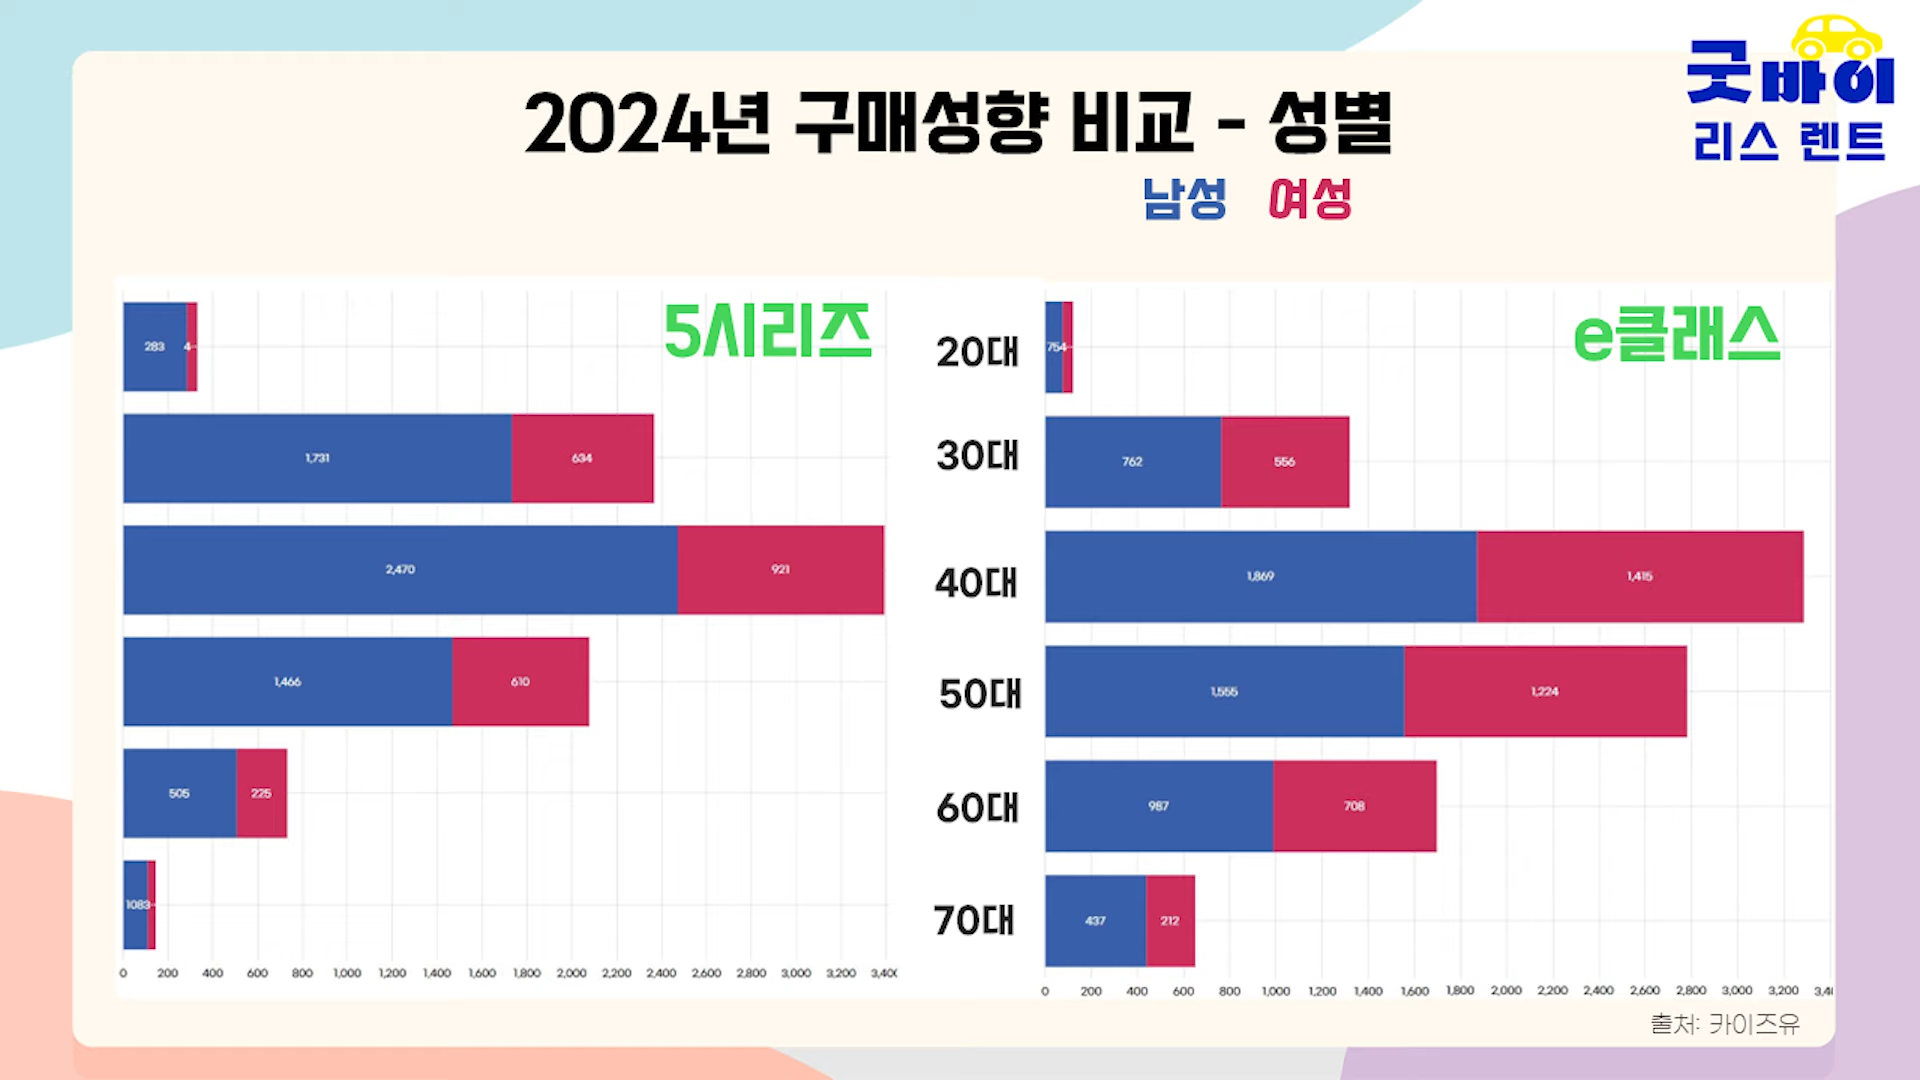 굿바이
리스 렌트
2024년 구매성향 비교 - 성별
남성 여성
5시리즈
283 4
1,731 634
2,470 921
1,466 610
505 225
1083
0 200 400 600 800 1,000 1,200 1,400 1,600 1,800 2,000 2,200 2,400 2,600 2,800 3,000 3,200
20대
30대
40대
50대
60대
70대
e클래스
754
762 556
1,869 1,415
1,555 1,224
987 708
437 212
0 200 400 600 800 1,000 1,200 1,400 1,600 1,800 2,000 2,200 2,400 2,600 2,800 3,000 3,200
출처: 카이즈유